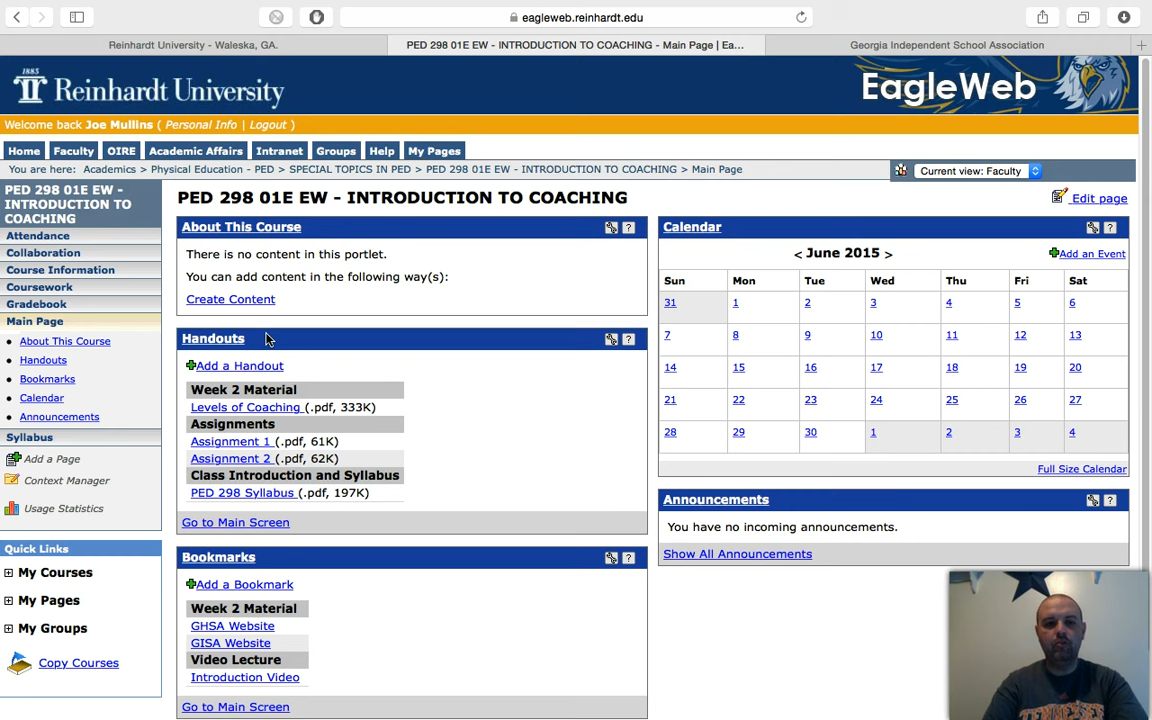 eagleweb.reinhardt.edu
Reinhardt University - Waleska, GA.
PED 298 01E EW - INTRODUCTION TO COACHING - Main Page | Ea...
Georgia Independent School Association
1883
Reinhardt University
EagleWeb
Welcome back Joe Mullins ( Personal Info | Logout )
Home
Faculty
OIRE
Academic Affairs
Intranet
Groups
Help
My Pages
You are here: Academics > Physical Education - PED > SPECIAL TOPICS IN PED > PED 298 01E EW - INTRODUCTION TO COACHING > Main Page
Current view: Faculty
PED 298 01E EW -
INTRODUCTION TO
COACHING
Attendance
Collaboration
Course Information
Coursework
Gradebook
Main Page
About This Course
Handouts
Bookmarks
Calendar
Announcements
Syllabus
Add a Page
Context Manager
Usage Statistics
Quick Links
My Courses
My Pages
My Groups
Copy Courses
PED 298 01E EW - INTRODUCTION TO COACHING
Edit page
About This Course
?
There is no content in this portlet.
You can add content in the following way(s):
Create Content
Handouts
?
Add a Handout
Week 2 Material
Levels of Coaching (.pdf, 333K)
Assignments
Assignment 1 (.pdf, 61K)
Assignment 2 (.pdf, 62K)
Class Introduction and Syllabus
PED 298 Syllabus (.pdf, 197K)
Go to Main Screen
Bookmarks
?
Add a Bookmark
Week 2 Material
GHSA Website
GISA Website
Video Lecture
Introduction Video
Go to Main Screen
Calendar
?
< June 2015 >
Add an Event
Sun Mon Tue Wed Thu Fri Sat
31 1 2 3 4 5 6
7 8 9 10 11 12 13
14 15 16 17 18 19 20
21 22 23 24 25 26 27
28 29 30 1 2 3 4
Full Size Calendar
Announcements
?
You have no incoming announcements.
Show All Announcements
TENNESSEE